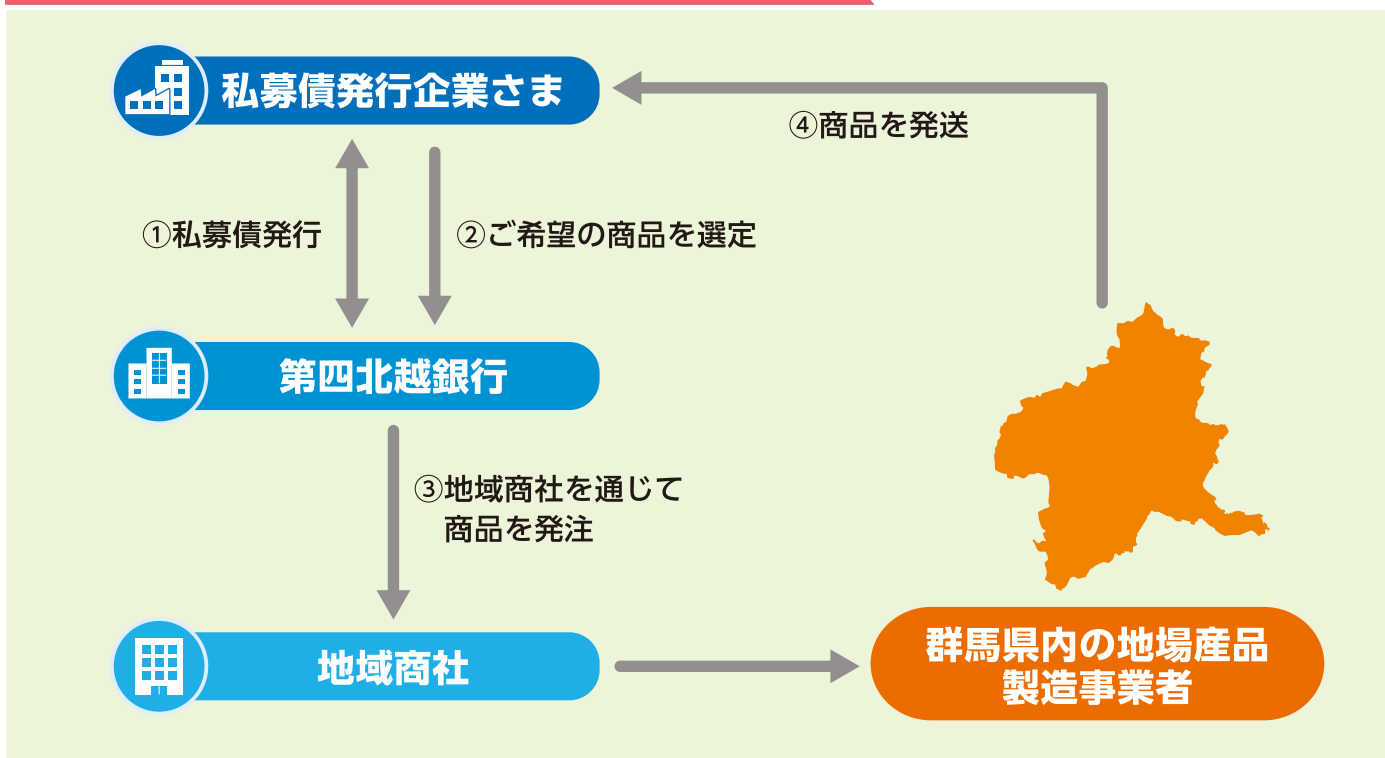 私募債発行企業さま
④商品を発送
①私募債発行
②ご希望の商品を選定
第四北越銀行
③地域商社を通じて
商品を発注
地域商社
群馬県内の地場産品
製造事業者